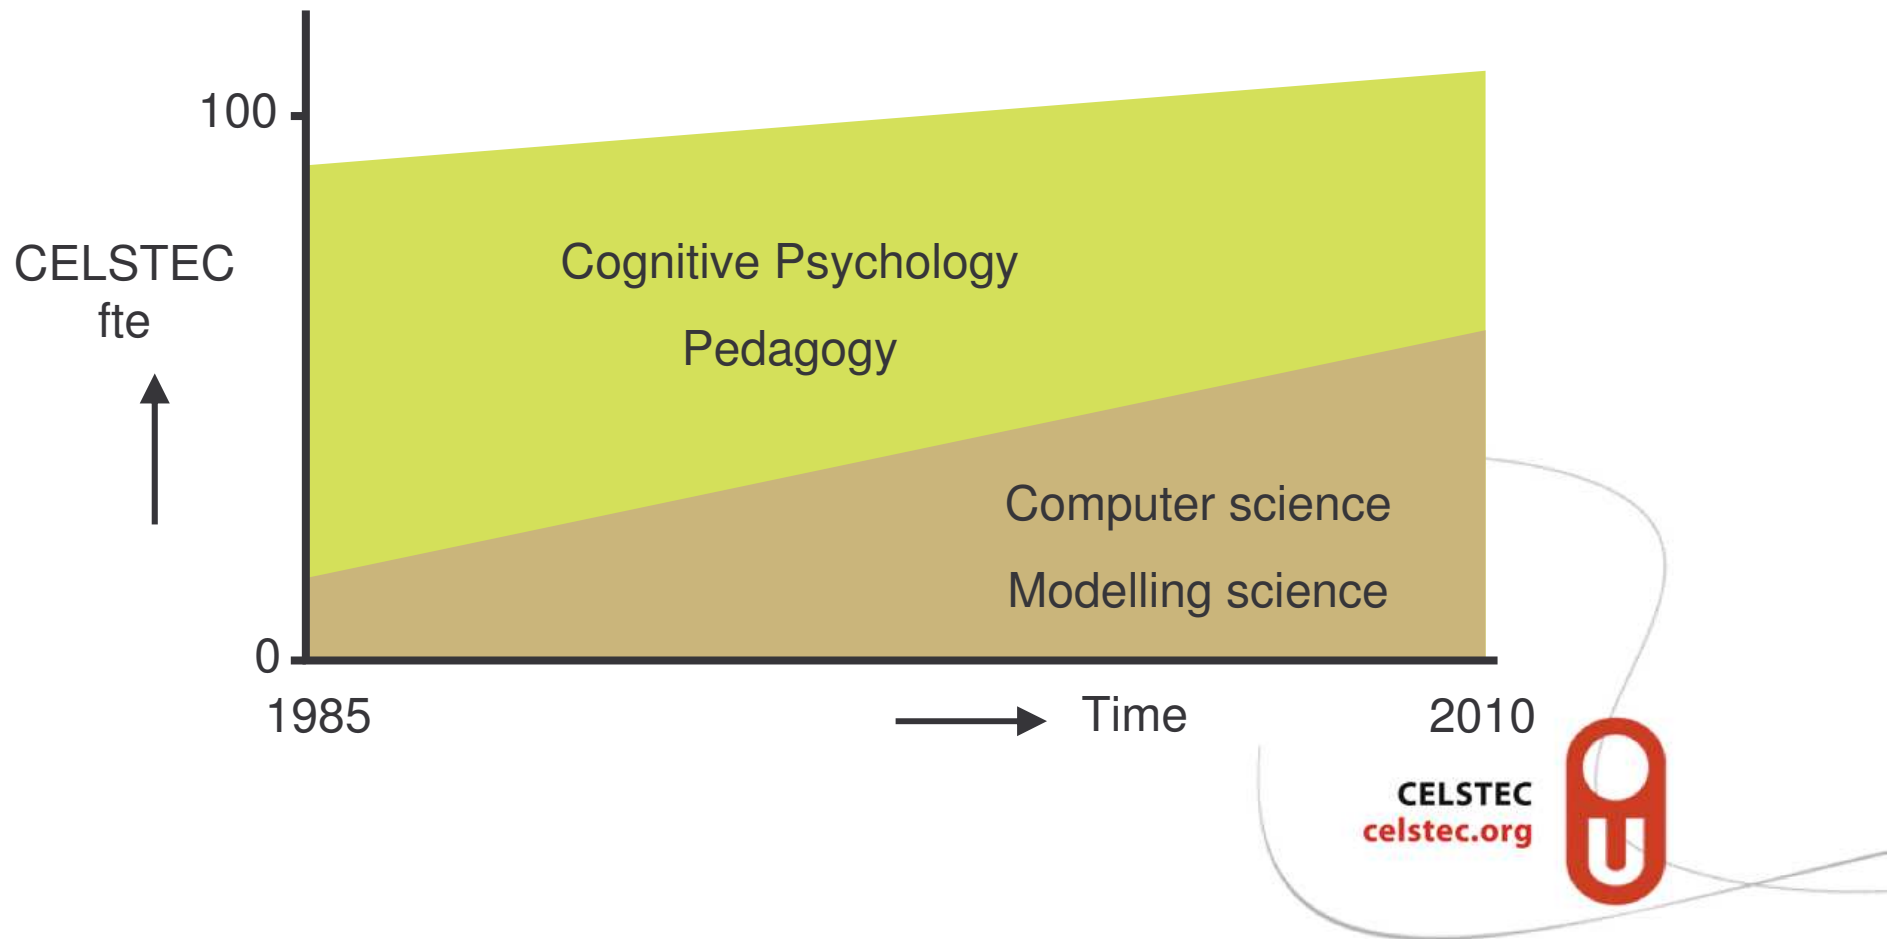 100
CELSTEC
fte
Cognitive Psychology
Pedagogy
Computer science
Modelling science
0
1985
Time
2010
CELSTEC
celstec.org
U